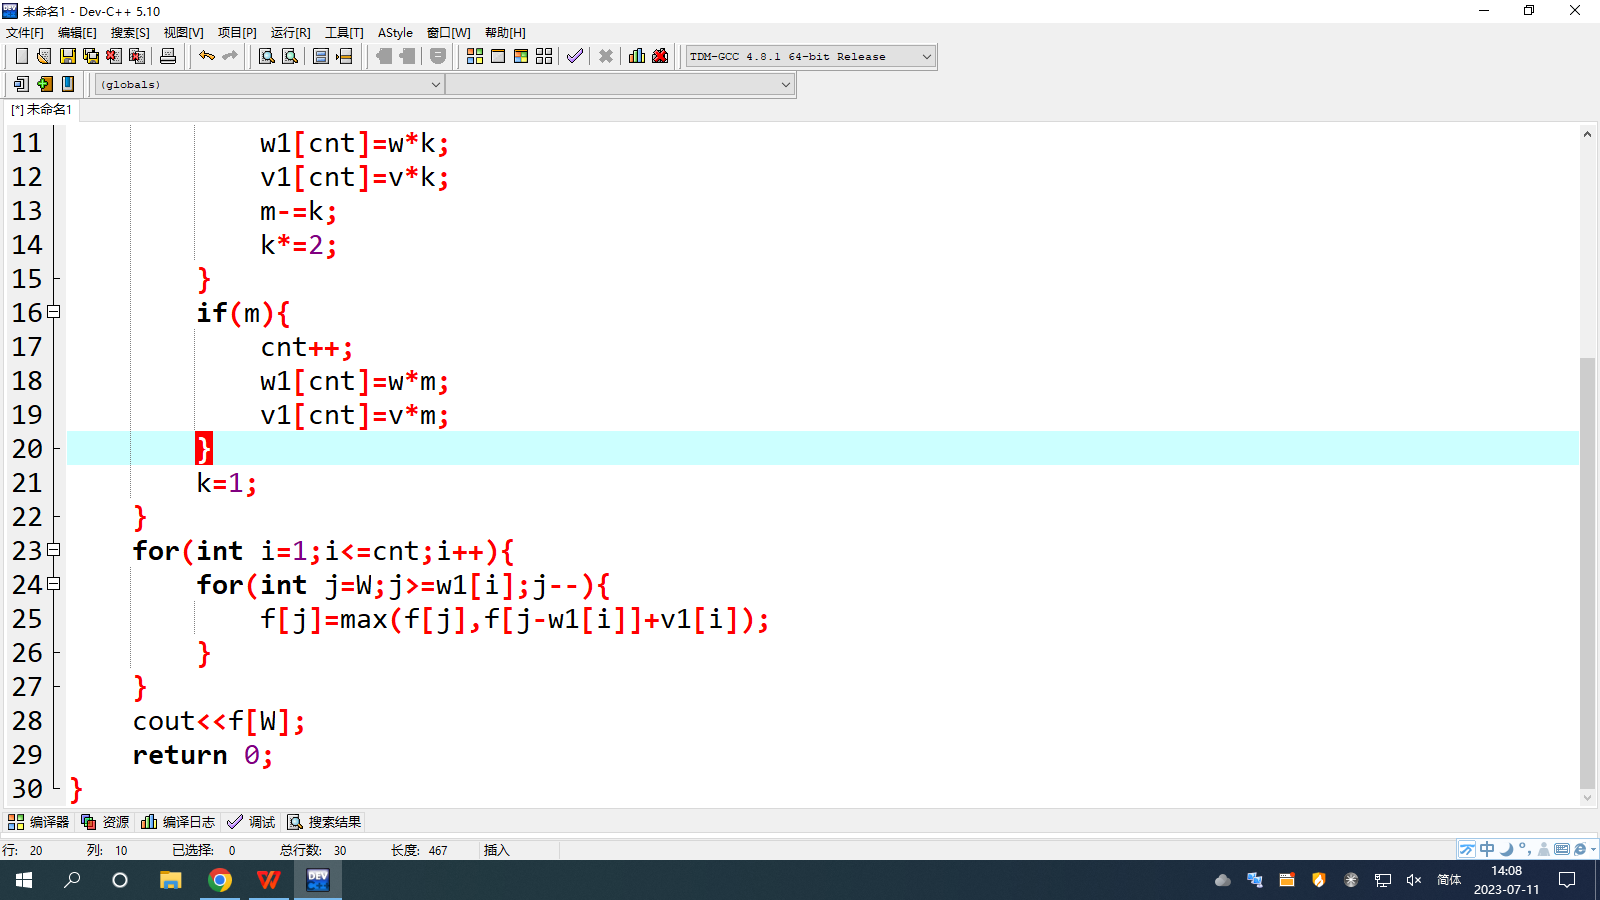 未命名1 - Dev-C++ 5.10
文件[F] 编辑[E] 搜索[S] 视图[V] 项目[P] 运行[R] 工具[T] AStyle 窗口[W] 帮助[H]
TDM-GCC 4.8.1 64-bit Release
(globals)
[*] 未命名1
11 w1[cnt]=w*k;
12 v1[cnt]=v*k;
13 m-=k;
14 k*=2;
15 }
16 if(m){
17 cnt++;
18 w1[cnt]=w*m;
19 v1[cnt]=v*m;
20 }
21 k=1;
22 }
23 for(int i=1;i<=cnt;i++){
24 for(int j=W;j>=w1[i];j--){
25 f[j]=max(f[j],f[j-w1[i]]+v1[i]);
26 }
27 }
28 cout<<f[W];
29 return 0;
30 }
编译器 资源 编译日志 调试 搜索结果
行: 20 列: 10 已选择: 0 总行数: 30 长度: 467 插入
中
DEV
简体
14:08
2023-07-11